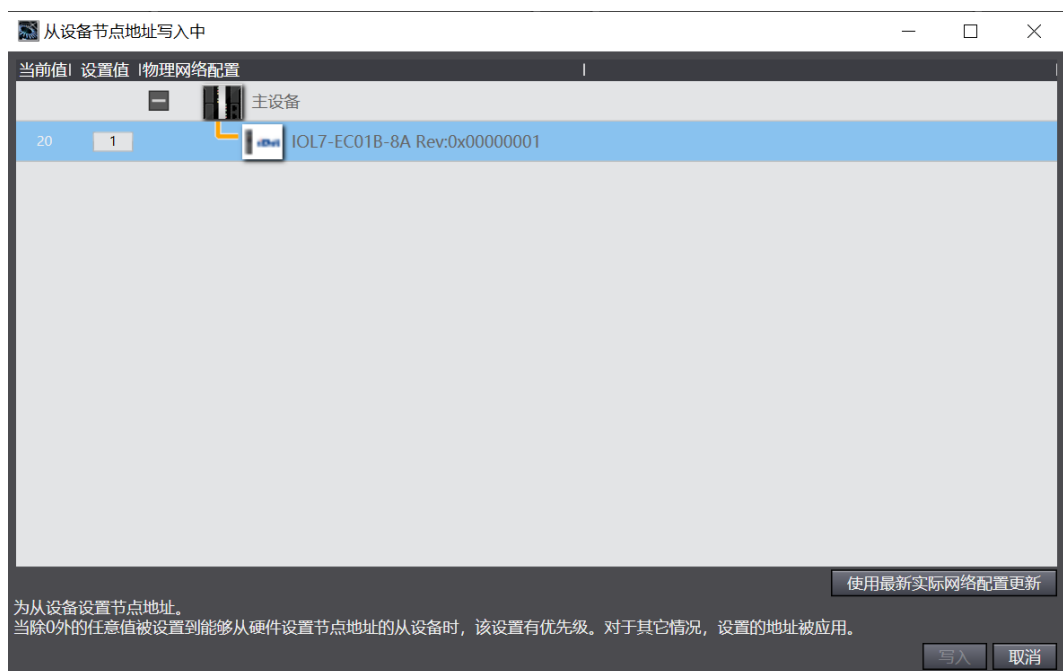 从设备节点地址写入中
当前值 设置值 物理网络配置
主设备
20 1 IOL7-EC01B-8A Rev:0x00000001
使用最新实际网络配置更新
为从设备设置节点地址。
当除0外的任意值被设置到能够从硬件设置节点地址的从设备时，该设置有优先级。对于其它情况，设置的地址被应用。
写入 取消